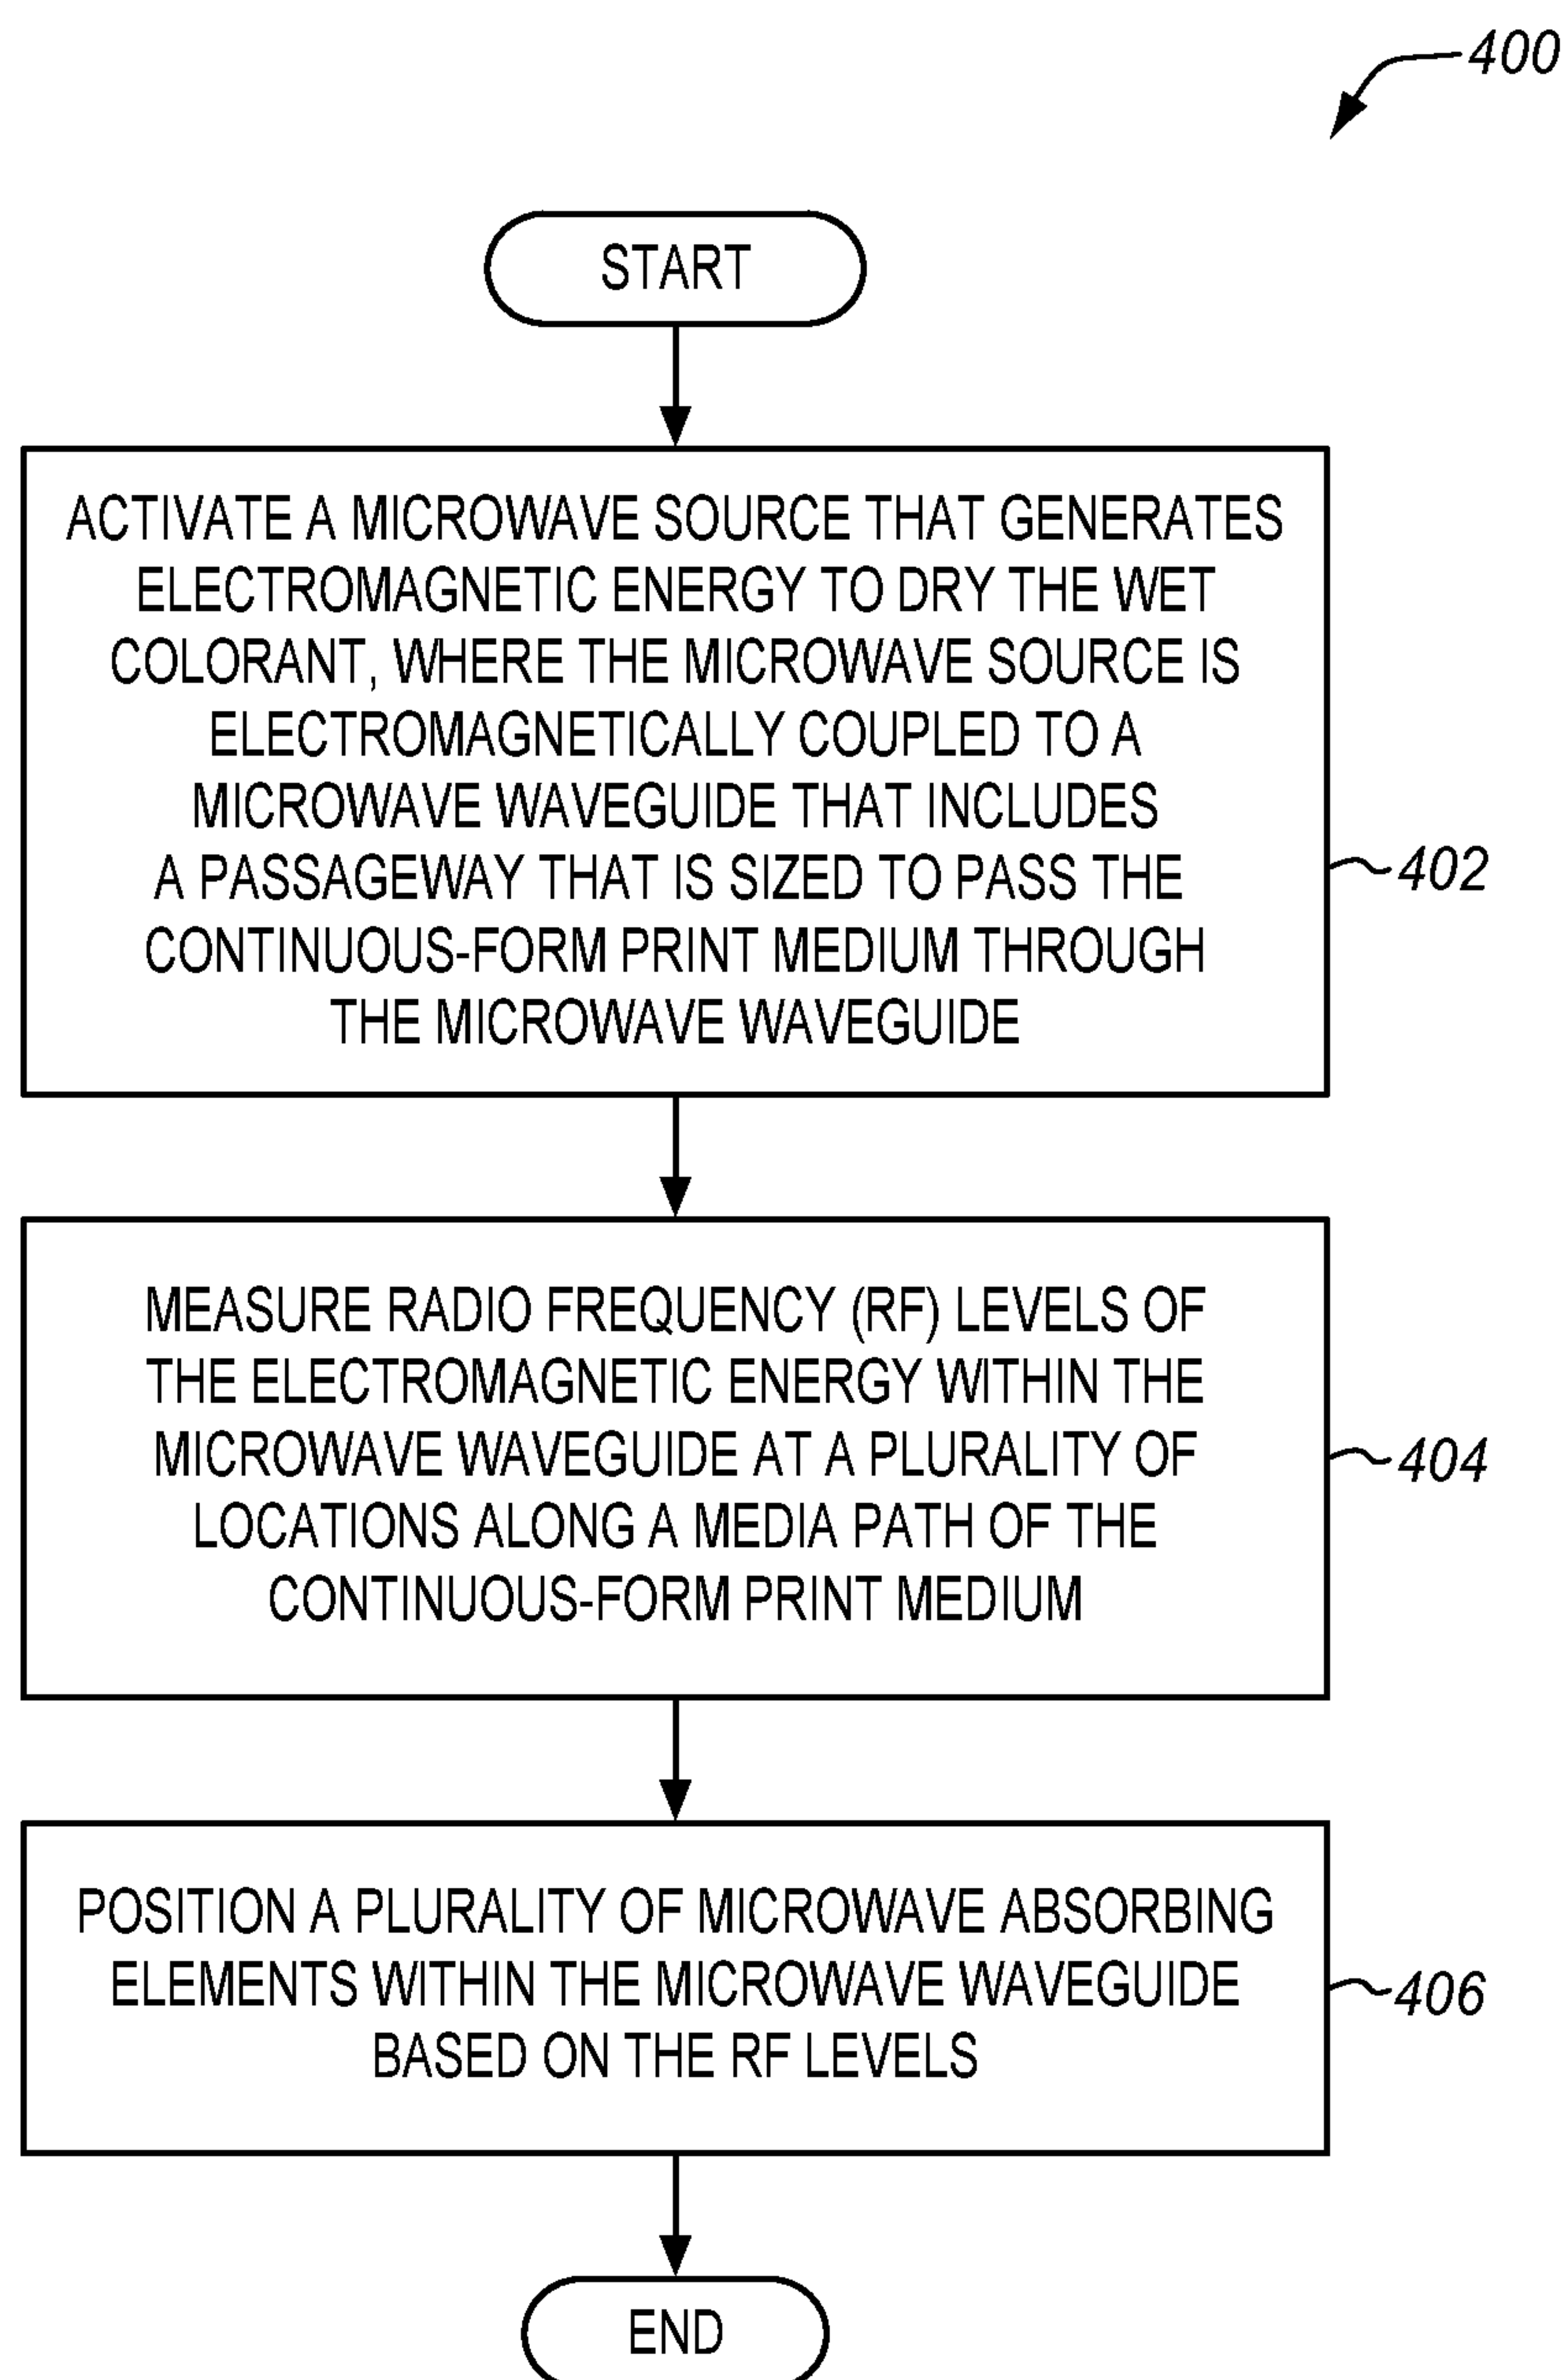 400
START
ACTIVATE A MICROWAVE SOURCE THAT GENERATES
ELECTROMAGNETIC ENERGY TO DRY THE WET
COLORANT, WHERE THE MICROWAVE SOURCE IS
ELECTROMAGNETICALLY COUPLED TO A
MICROWAVE WAVEGUIDE THAT INCLUDES
A PASSAGEWAY THAT IS SIZED TO PASS THE
CONTINUOUS-FORM PRINT MEDIUM THROUGH
THE MICROWAVE WAVEGUIDE
402
MEASURE RADIO FREQUENCY (RF) LEVELS OF
THE ELECTROMAGNETIC ENERGY WITHIN THE
MICROWAVE WAVEGUIDE AT A PLURALITY OF
LOCATIONS ALONG A MEDIA PATH OF THE
CONTINUOUS-FORM PRINT MEDIUM
404
POSITION A PLURALITY OF MICROWAVE ABSORBING
ELEMENTS WITHIN THE MICROWAVE WAVEGUIDE
BASED ON THE RF LEVELS
406
END